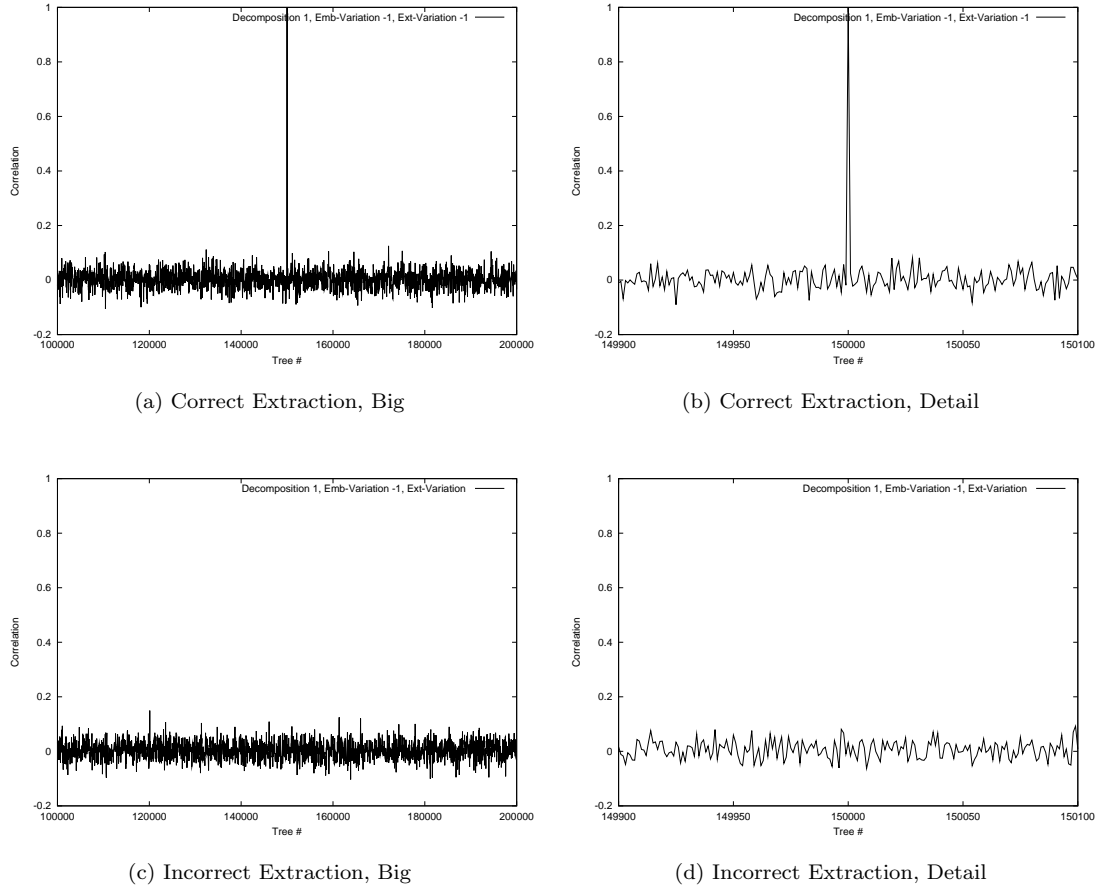 Decomposition 1, Emb-Variation -1, Ext-Variation -1
1
0.8
0.6
0.4
0.2
0
-0.2
Correlation
100000 120000 140000 160000 180000 200000
Tree #
(a) Correct Extraction, Big
Decomposition 1, Emb-Variation -1, Ext-Variation -1
1
0.8
0.6
0.4
0.2
0
-0.2
Correlation
149900 149950 150000 150050 150100
Tree #
(b) Correct Extraction, Detail
Decomposition 1, Emb-Variation -1, Ext-Variation
1
0.8
0.6
0.4
0.2
0
-0.2
Correlation
100000 120000 140000 160000 180000 200000
Tree #
(c) Incorrect Extraction, Big
Decomposition 1, Emb-Variation -1, Ext-Variation
1
0.8
0.6
0.4
0.2
0
-0.2
Correlation
149900 149950 150000 150050 150100
Tree #
(d) Incorrect Extraction, Detail